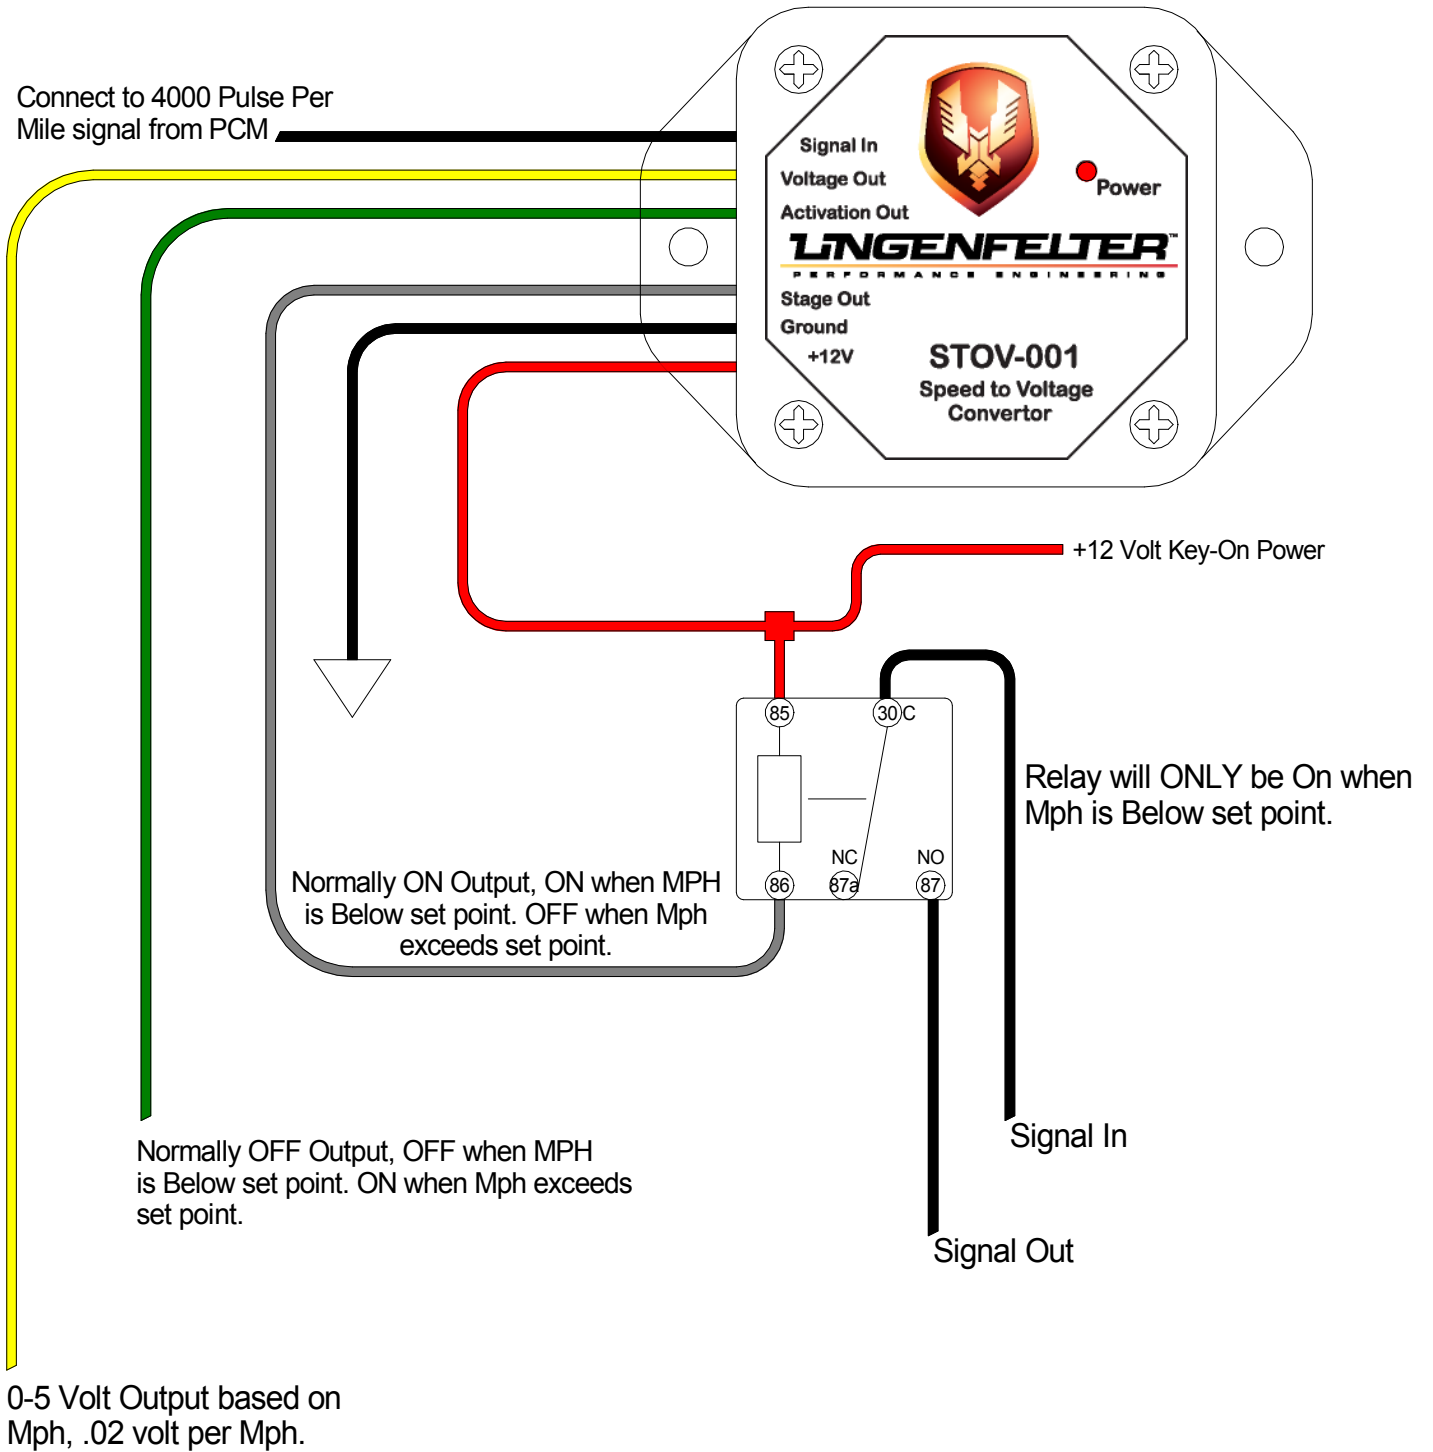 Connect to 4000 Pulse Per
Mile signal from PCM
Signal In
Voltage Out
Activation Out
Power
LINGENFELTER™
PERFORMANCE ENGINEERING
Stage Out
Ground
+12V
STOV-001
Speed to Voltage
Convertor
+12 Volt Key-On Power
85
30 C
Relay will ONLY be On when
Mph is Below set point.
NC
NO
86
87a
87
Normally ON Output, ON when MPH
is Below set point. OFF when Mph
exceeds set point.
Signal In
Normally OFF Output, OFF when MPH
is Below set point. ON when Mph exceeds
set point.
Signal Out
0-5 Volt Output based on
Mph, .02 volt per Mph.